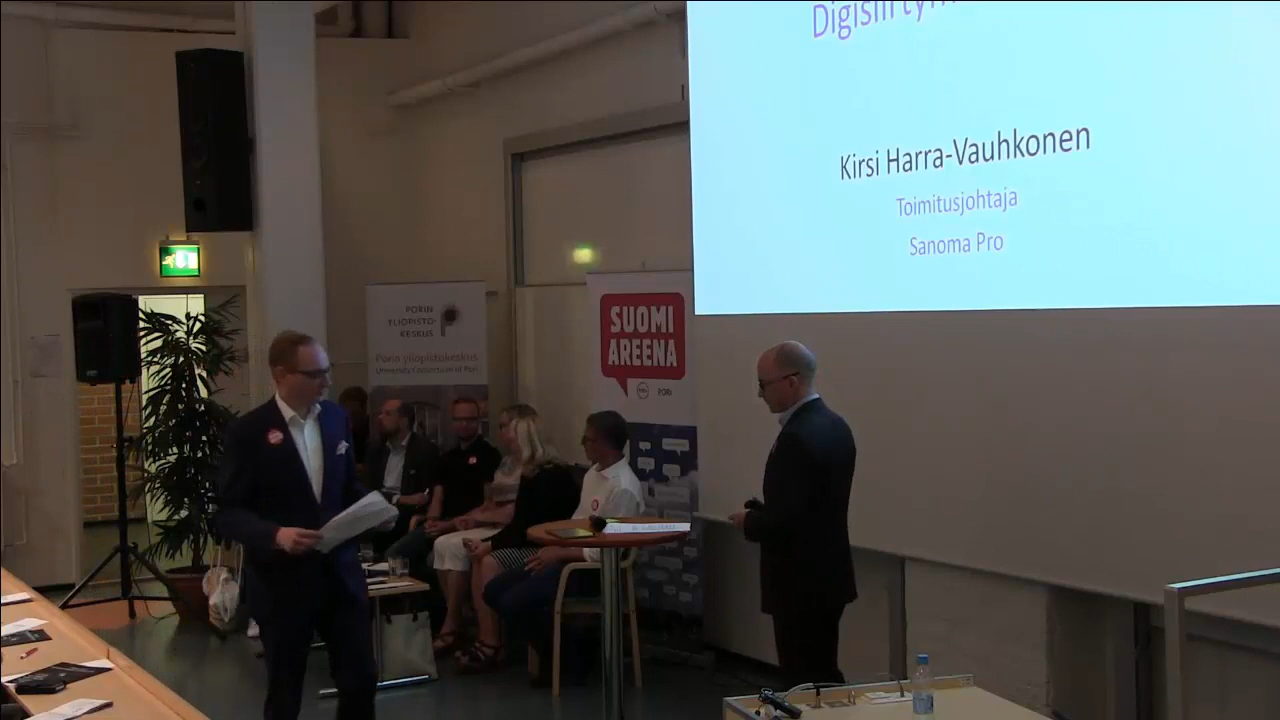 Kirsi Harra-Vauhkonen
Toimitusjohtaja
Sanoma Pro
PORIN
YLIOPISTO-
KESKUS
Porin yliopistokeskus
University Consortium of Pori
SUOMI
AREENA
PORI